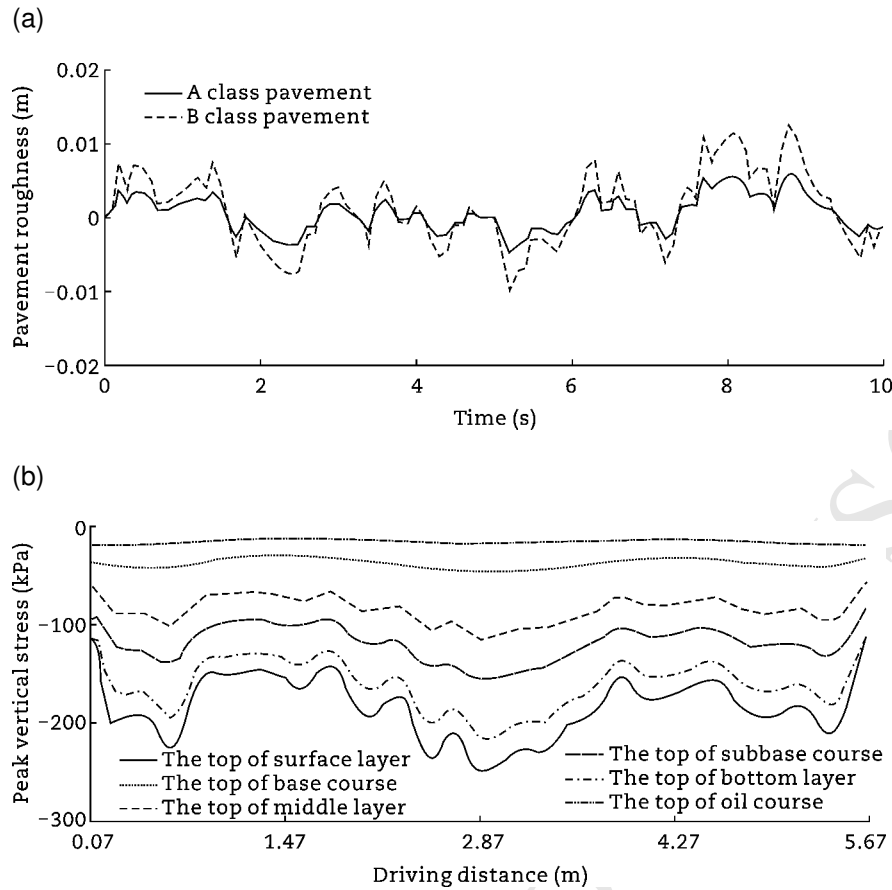 (a)
0.02
0.01
0
−0.01
−0.02
Pavement roughness (m)
A class pavement
B class pavement
0 2 4 6 8 10
Time (s)
(b)
0
−100
−200
−300
Peak vertical stress (kPa)
The top of surface layer
The top of base course
The top of middle layer
The top of subbase course
The top of bottom layer
The top of oil course
0.07 1.47 2.87 4.27 5.67
Driving distance (m)